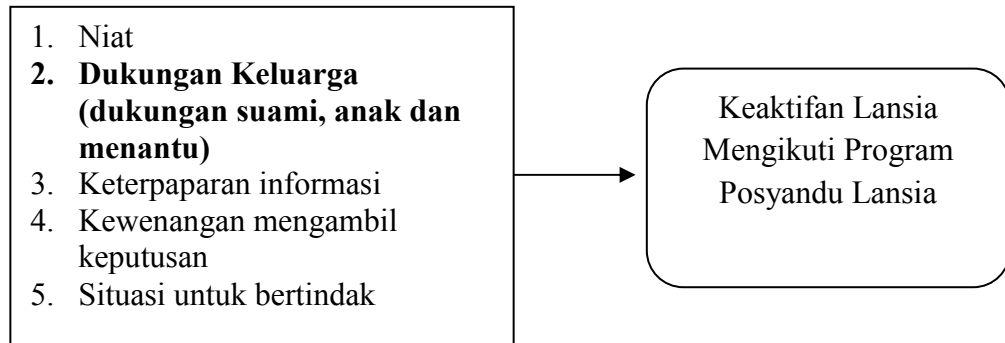 1. Niat
2. Dukungan Keluarga
(dukungan suami, anak dan
menantu)
3. Keterpaparan informasi
4. Kewenangan mengambil
keputusan
5. Situasi untuk bertindak
Keaktifan Lansia
Mengikuti Program
Posyandu Lansia